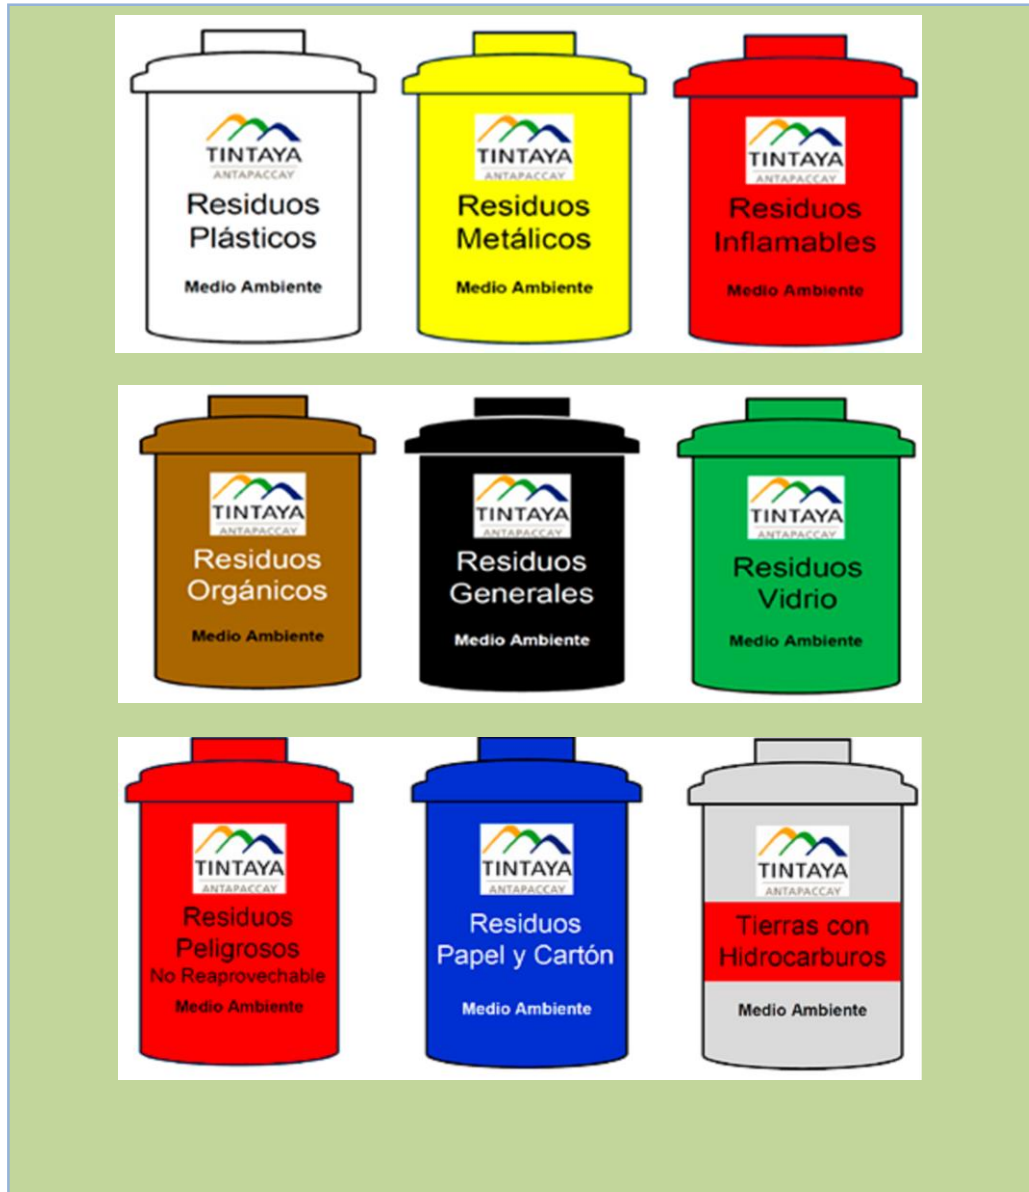 TINTAYA
ANTAPACCAY
Residuos
Plásticos
Medio Ambiente
TINTAYA
ANTAPACCAY
Residuos
Metálicos
Medio Ambiente
TINTAYA
ANTAPACCAY
Residuos
Inflamables
Medio Ambiente
TINTAYA
ANTAPACCAY
Residuos
Orgánicos
Medio Ambiente
TINTAYA
ANTAPACCAY
Residuos
Generales
Medio Ambiente
TINTAYA
ANTAPACCAY
Residuos
Vidrio
Medio Ambiente
TINTAYA
ANTAPACCAY
Residuos
Peligrosos
No Reaprovechable
Medio Ambiente
TINTAYA
ANTAPACCAY
Residuos
Papel y Cartón
Medio Ambiente
TINTAYA
ANTAPACCAY
Tierras con
Hidrocarburos
Medio Ambiente